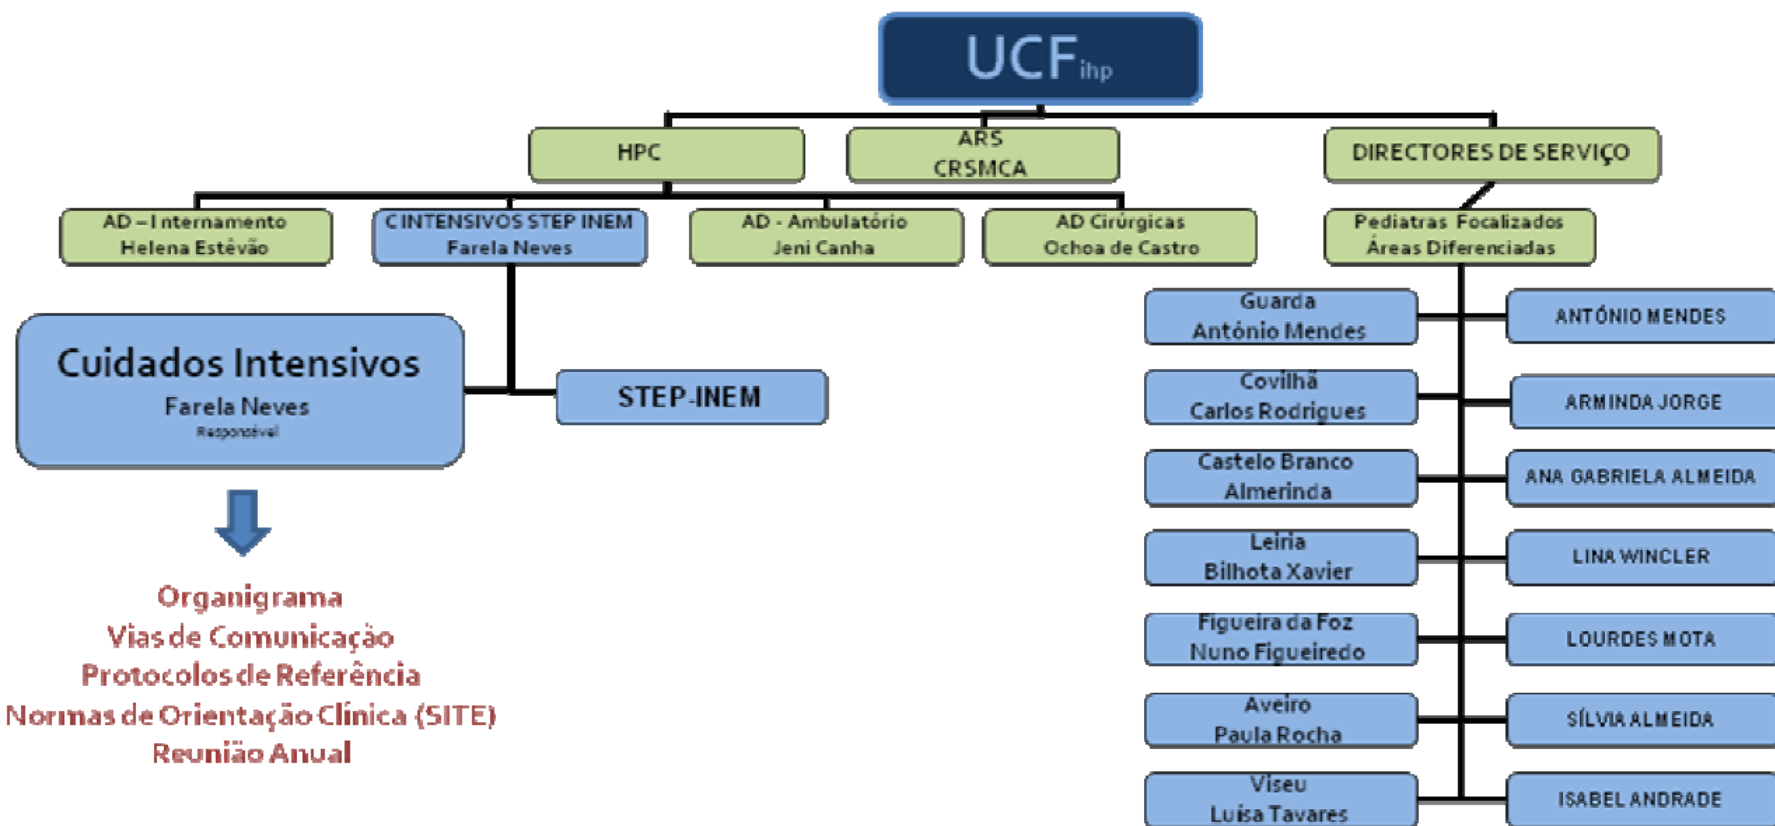 UCFihp
HPC
ARS
CRSMCA
DIRECTORES DE SERVIÇO
AD – Internamento
Helena Estévão
C INTENSIVOS STEP INEM
Farela Neves
AD - Ambulatório
Jeni Canha
AD Cirúrgicas
Ochoa de Castro
Pediatras Focalizados
Áreas Diferenciadas
Cuidados Intensivos
Farela Neves
Responsável
STEP-INEM
Organigrama
Vias de Comunicação
Protocolos de Referência
Normas de Orientação Clínica (SITE)
Reunião Anual
Guarda
António Mendes
ANTÓNIO MENDES
Covilhã
Carlos Rodrigues
ARMINDA JORGE
Castelo Branco
Almerinda
ANA GABRIELA ALMEIDA
Leiria
Bilhota Xavier
LINA WINCLER
Figueira da Foz
Nuno Figueiredo
LOURDES MOTA
Aveiro
Paula Rocha
SÍLVIA ALMEIDA
Viseu
Luísa Tavares
ISABEL ANDRADE